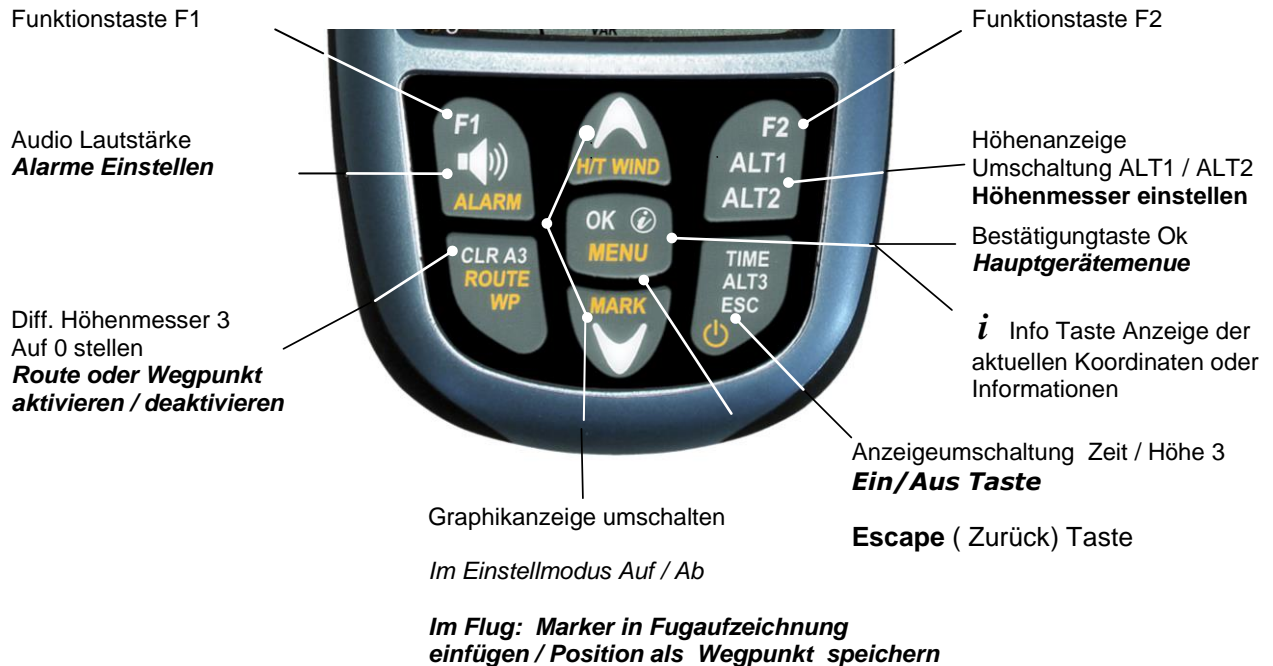 Funktionstaste F1
Funktionstaste F2
VAR
F1
ALARM
H/T WIND
F2
ALT1
ALT2
Audio Lautstärke
Alarme Einstellen
Höhenanzeige
Umschaltung ALT1 / ALT2
Höhenmesser einstellen
CLR A3
ROUTE
WP
OK i
MENU
MARK
TIME
ALT3
ESC
Bestätigungtaste Ok
Hauptgerätemenue
i Info Taste Anzeige der
aktuellen Koordinaten oder
Informationen
Diff. Höhenmesser 3
Auf 0 stellen
Route oder Wegpunkt
aktivieren / deaktivieren
Anzeigeumschaltung Zeit / Höhe 3
Ein/Aus Taste
Escape ( Zurück) Taste
Graphikanzeige umschalten
Im Einstellmodus Auf / Ab
Im Flug: Marker in Fugaufzeichnung
einfügen / Position als Wegpunkt speichern